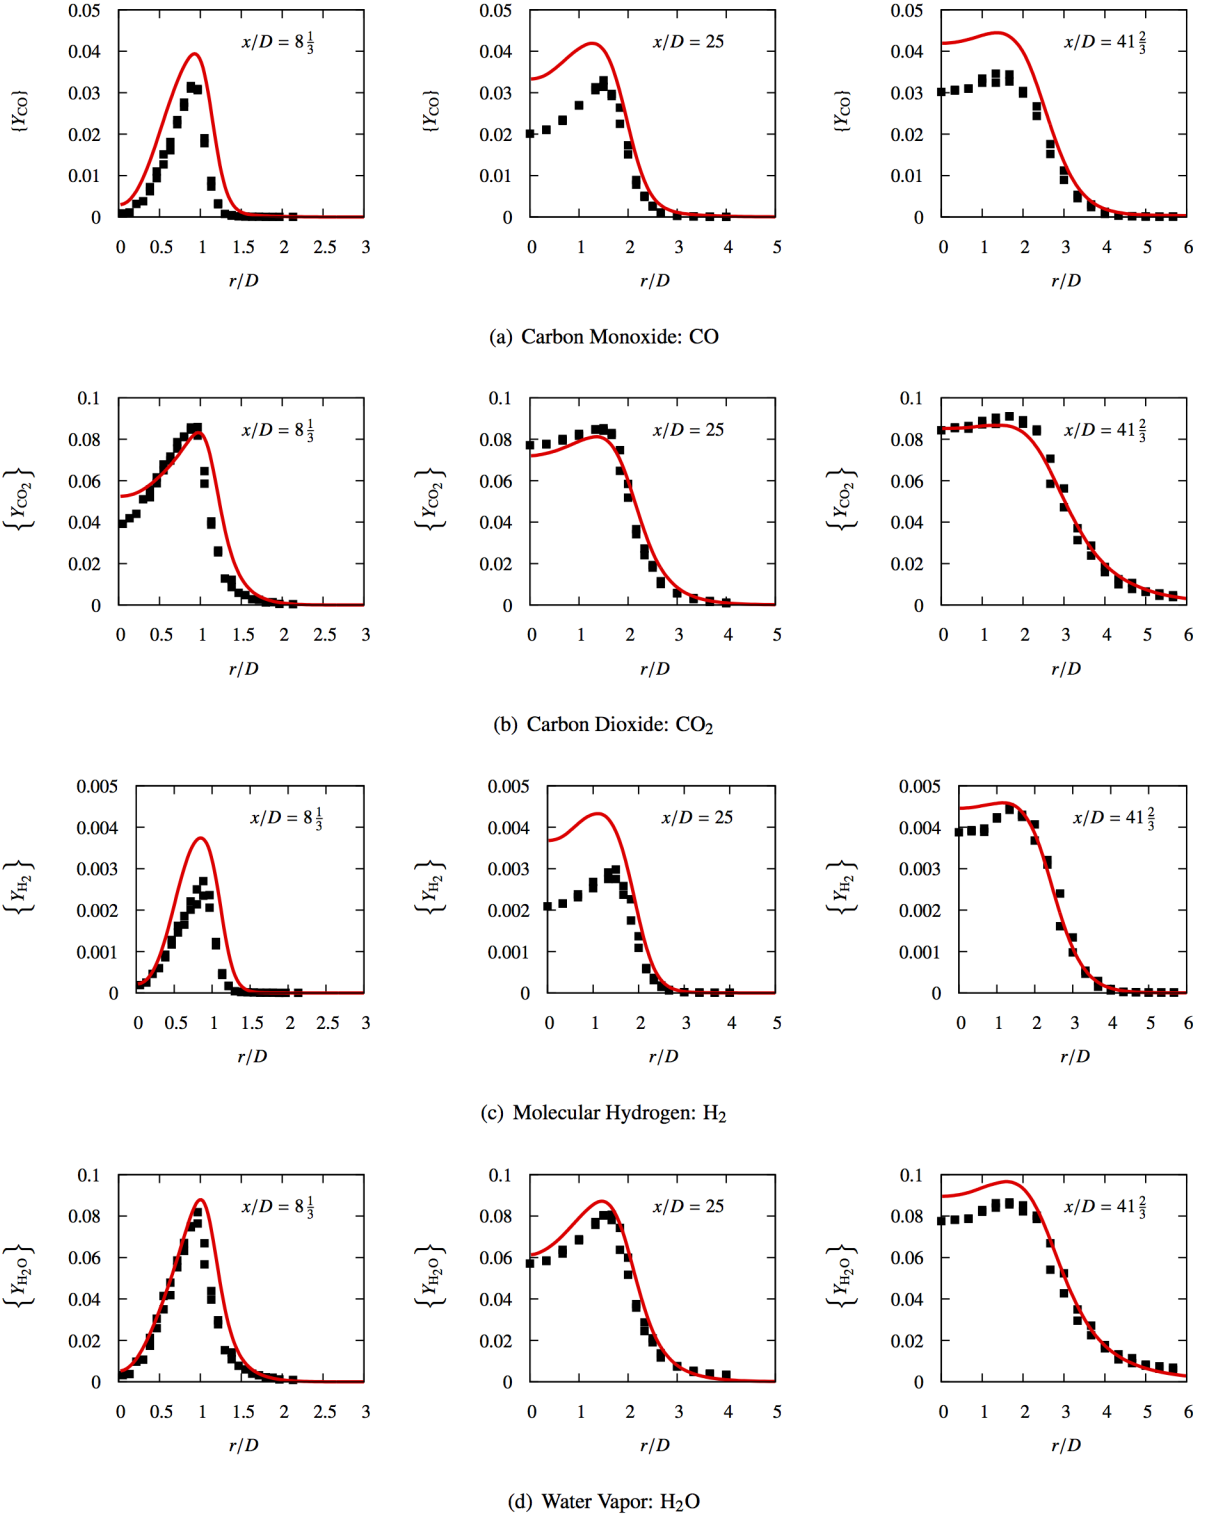 0.05
0.04
0.03
0.02
0.01
0
{Y_CO}
x/D = 8 1/3
0 0.5 1 1.5 2 2.5 3
r/D
0.05
0.04
0.03
0.02
0.01
0
{Y_CO}
x/D = 25
0 1 2 3 4 5
r/D
0.05
0.04
0.03
0.02
0.01
0
{Y_CO}
x/D = 41 2/3
0 1 2 3 4 5 6
r/D
(a) Carbon Monoxide: CO
0.1
0.08
0.06
0.04
0.02
0
{Y_CO₂}
x/D = 8 1/3
0 0.5 1 1.5 2 2.5 3
r/D
0.1
0.08
0.06
0.04
0.02
0
{Y_CO₂}
x/D = 25
0 1 2 3 4 5
r/D
0.1
0.08
0.06
0.04
0.02
0
{Y_CO₂}
x/D = 41 2/3
0 1 2 3 4 5 6
r/D
(b) Carbon Dioxide: CO₂
0.005
0.004
0.003
0.002
0.001
0
{Y_H₂}
x/D = 8 1/3
0 0.5 1 1.5 2 2.5 3
r/D
0.005
0.004
0.003
0.002
0.001
0
{Y_H₂}
x/D = 25
0 1 2 3 4 5
r/D
0.005
0.004
0.003
0.002
0.001
0
{Y_H₂}
x/D = 41 2/3
0 1 2 3 4 5 6
r/D
(c) Molecular Hydrogen: H₂
0.1
0.08
0.06
0.04
0.02
0
{Y_H₂O}
x/D = 8 1/3
0 0.5 1 1.5 2 2.5 3
r/D
0.1
0.08
0.06
0.04
0.02
0
{Y_H₂O}
x/D = 25
0 1 2 3 4 5
r/D
0.1
0.08
0.06
0.04
0.02
0
{Y_H₂O}
x/D = 41 2/3
0 1 2 3 4 5 6
r/D
(d) Water Vapor: H₂O